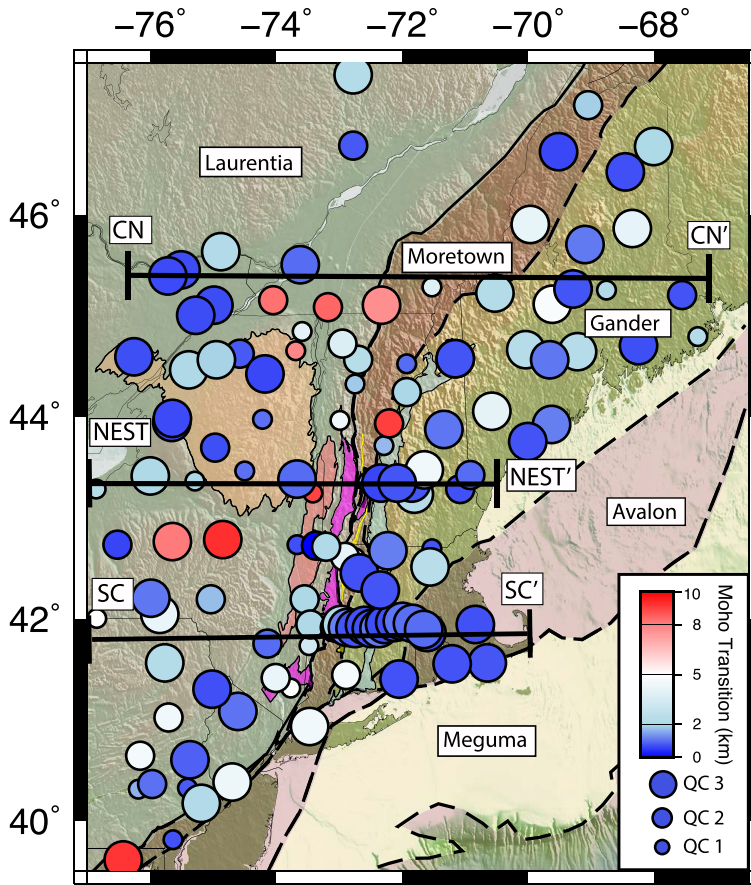 −76° −74° −72° −70° −68°
Laurentia
46°
CN
CN′
Moretown
Gander
44°
NEST
NEST′
Avalon
42°
SC
SC′
Meguma
40°
Moho Transition (km)
10
8
5
2
0
QC 3
QC 2
QC 1